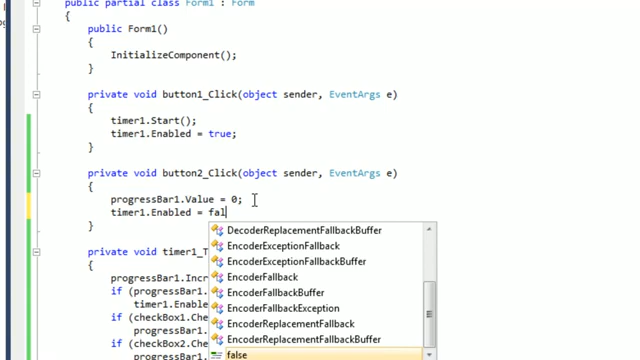 public partial class Form1 : Form
{
public Form1()
{
InitializeComponent();
}
private void button1_Click(object sender, EventArgs e)
{
timer1.Start();
timer1.Enabled = true;
}
private void button2_Click(object sender, EventArgs e)
{
progressBar1.Value = 0;
timer1.Enabled = fal
}
DecoderReplacementFallbackBuffer
EncoderExceptionFallback
EncoderExceptionFallbackBuffer
EncoderFallback
EncoderFallbackBuffer
EncoderFallbackException
EncoderReplacementFallback
EncoderReplacementFallbackBuffer
false
private void timer1_T
{
progressBar1.Incr
if (progressBar1.
timer1.Enable
if (checkBox1.Che
progressBar1.
if (checkBox2.Che
progressBar1.